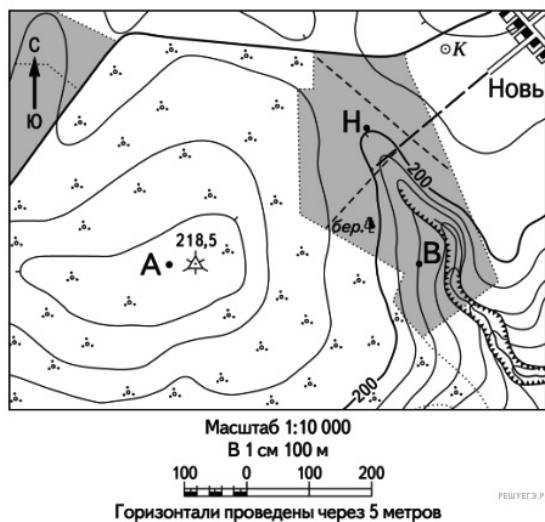 С
К
Ю
Новь
Н
200
218,5
бер.
А
В
200
Масштаб 1:10 000
В 1 см 100 м
100 0 100 200
Горизонтали проведены через 5 метров
РЕШУЕГЭ.Р